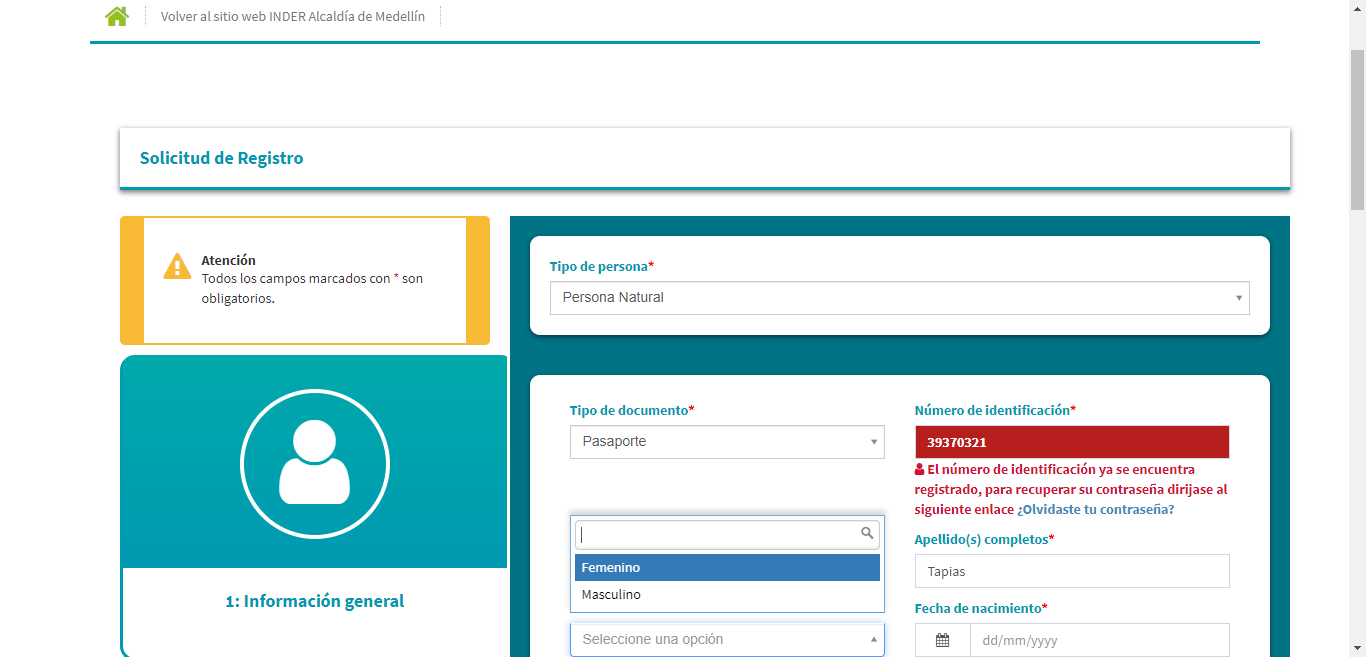 Volver al sitio web INDER Alcaldía de Medellín
Solicitud de Registro
Atención
Todos los campos marcados con * son
obligatorios.
1: Información general
Tipo de persona*
Persona Natural
Tipo de documento*
Pasaporte
Número de identificación*
39370321
El número de identificación ya se encuentra
registrado, para recuperar su contraseña dirijase al
siguiente enlace ¿Olvidaste tu contraseña?
Femenino
Masculino
Seleccione una opción
Apellido(s) completos*
Tapias
Fecha de nacimiento*
dd/mm/yyyy